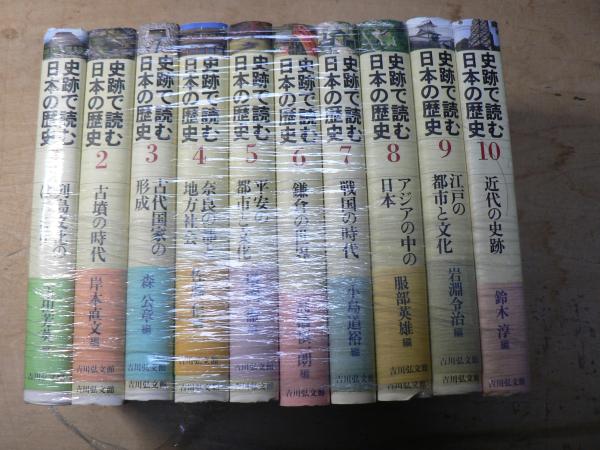 史跡で読む
日本の歴史
史跡で読む
日本の歴史
2
古墳の時代
岸本直文 編
吉川弘文館
史跡で読む
日本の歴史
3
古代国家の
形成
森 公章 編
吉川弘文館
史跡で読む
日本の歴史
4
奈良の都と
地方社会
吉川弘文館
史跡で読む
日本の歴史
5
平安の
都市と文化
吉川弘文館
史跡で読む
日本の歴史
6
鎌倉の世界
吉川弘文館
史跡で読む
日本の歴史
7
戦国の時代
小島道裕 編
吉川弘文館
史跡で読む
日本の歴史
8
アジアの中の
日本
服部英雄 編
吉川弘文館
史跡で読む
日本の歴史
9
江戸の
都市と文化
岩淵令治 編
吉川弘文館
史跡で読む
日本の歴史
10
近代の史跡
鈴木 淳 編
吉川弘文館